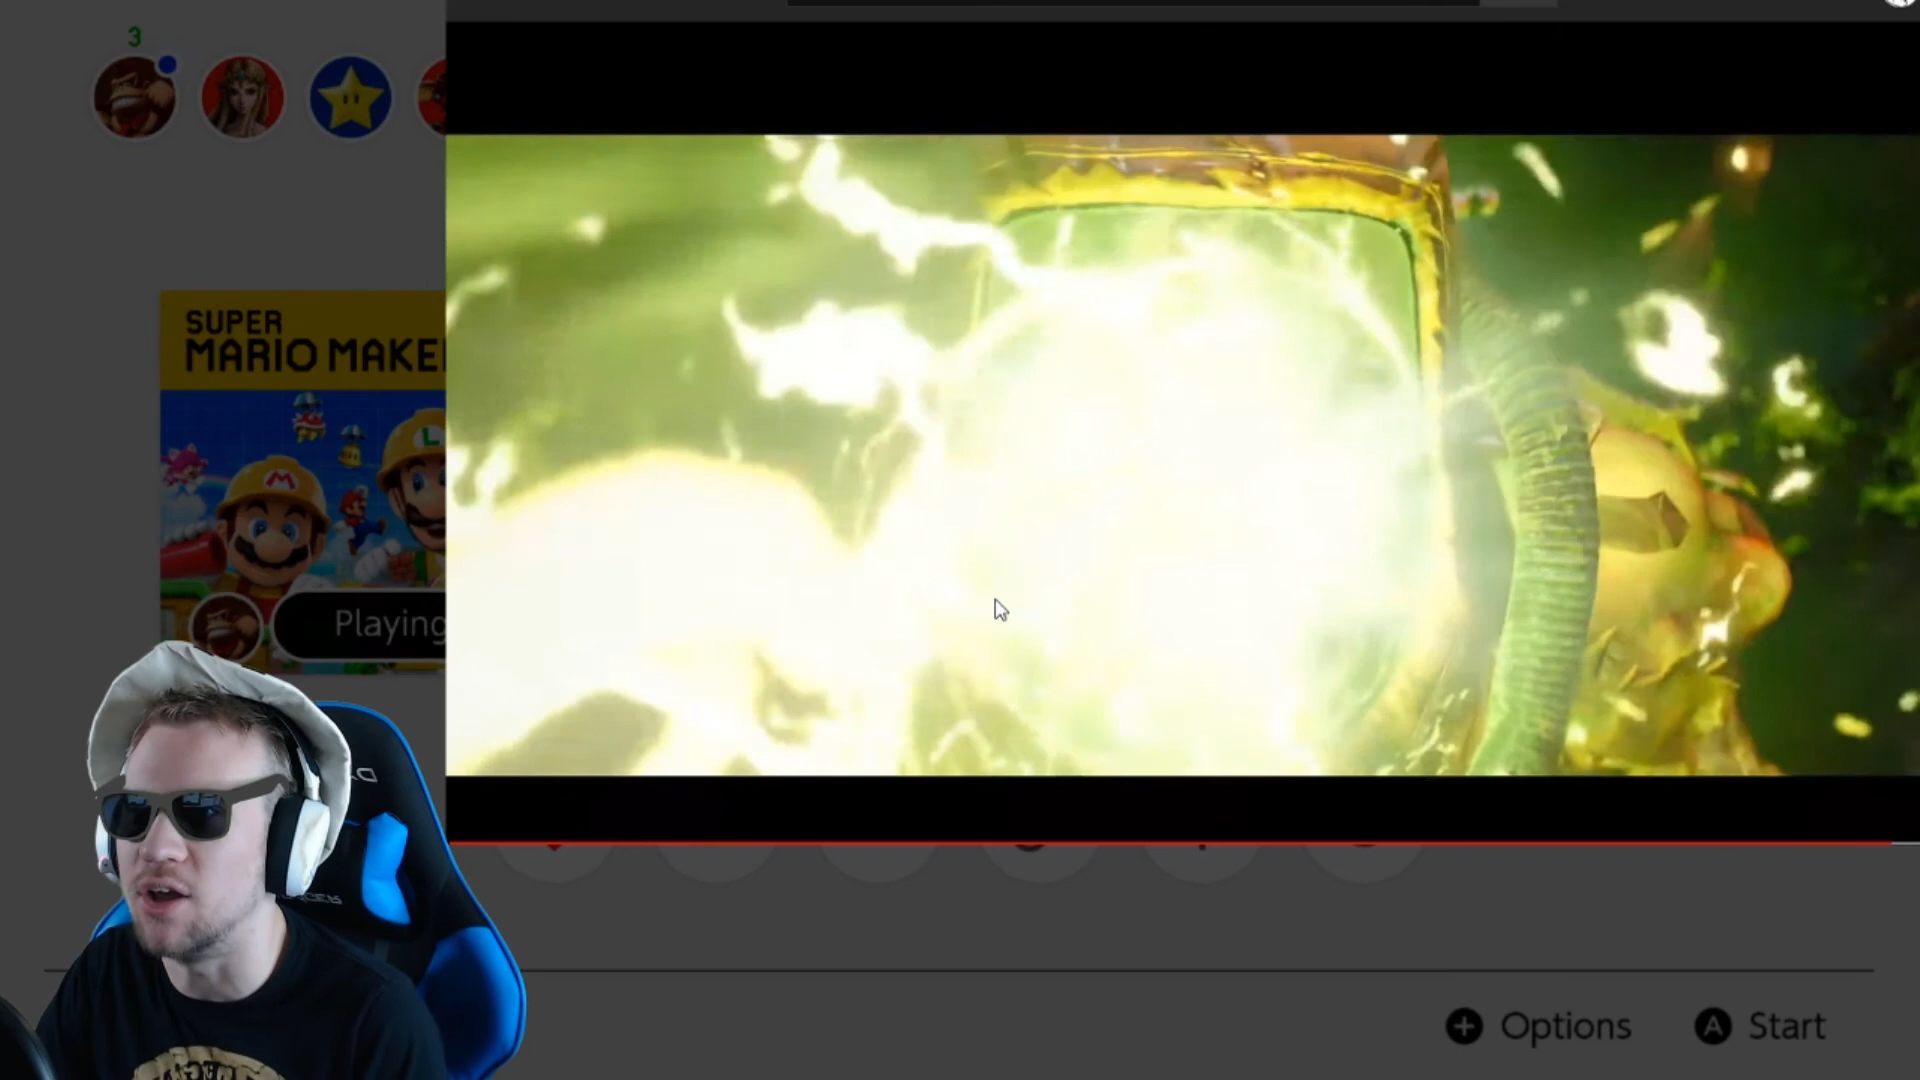 3
SUPER
MARIO MAKE
M
L
Playing
+ Options
A Start